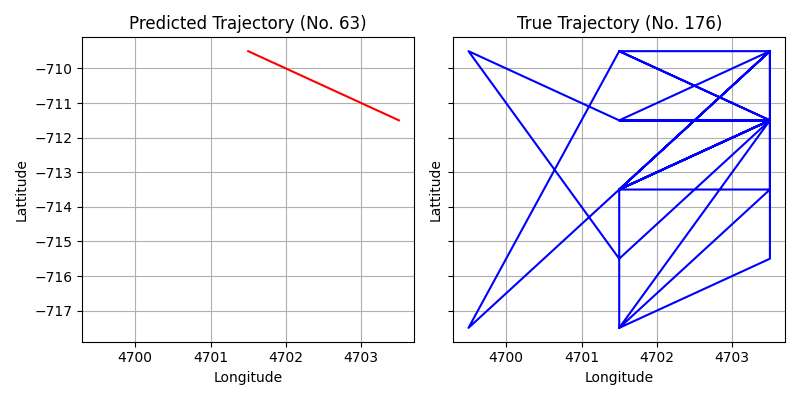 Predicted Trajectory (No. 63)
True Trajectory (No. 176)
Lattitude
−710
−711
−712
−713
−714
−715
−716
−717
4700
4701
4702
4703
Longitude
Lattitude
4700
4701
4702
4703
Longitude